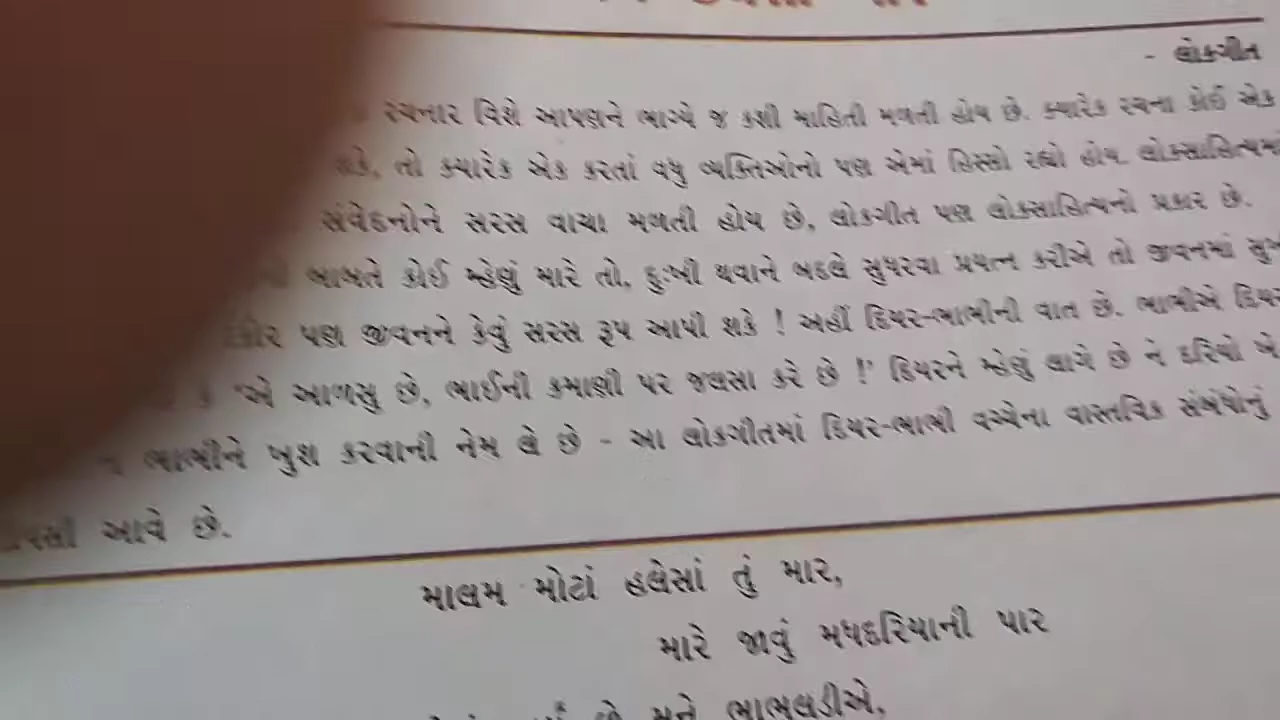 - લોકગીત
રચનાર વિશે આપણને ભાગ્યે જ કશી માહિતી મળતી હોય છે. ક્યારેક રચના કોઈ એક
શકે, તો ક્યારેક એક કરતાં વધુ વ્યક્તિઓનો પણ એમાં હિસ્સો રહ્યો હોય. લોકસાહિત્યમાં
સંવેદનોને સરસ વાચા મળતી હોય છે, લોકગીત પણ લોકસાહિત્યનો પ્રકાર છે.
બાબતે કોઈ મ્હેણું મારે તો, દુઃખી થવાને બદલે સુધરવા પ્રયત્ન કરીએ તો જીવનમાં
પણ જીવનને કેવું સરસ રૂપ આપી શકે ! અહીં દિયર-ભાભીની વાત છે. ભાભીએ
કે 'એ આળસુ છે, ભાઈની કમાણી પર જલસા કરે છે !' દિયરને મ્હેણું લાગે છે ને દરિયો
ભાભીને ખુશ કરવાની નેમ લે છે - આ લોકગીતમાં દિયર-ભાભી વચ્ચેના વાસ્તવિક સંબંધોનું
આવે છે.
માલમ મોટાં હલેસાં તું માર,
મારે જાવું મધદરિયાની પાર
છે મને ભાભલડીએ,